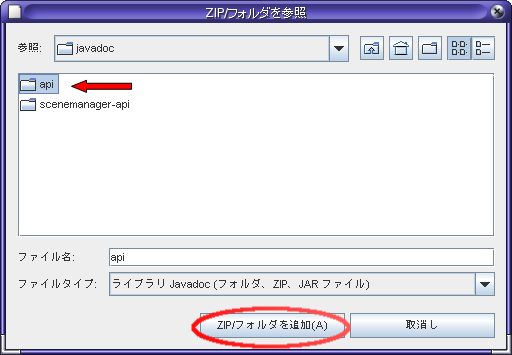 ZIP/フォルダを参照
参照: javadoc
api
scenemanager-api
ファイル名: api
ファイルタイプ: ライブラリ Javadoc (フォルダ、ZIP、JAR ファイル)
ZIP/フォルダを追加(A) 取消し